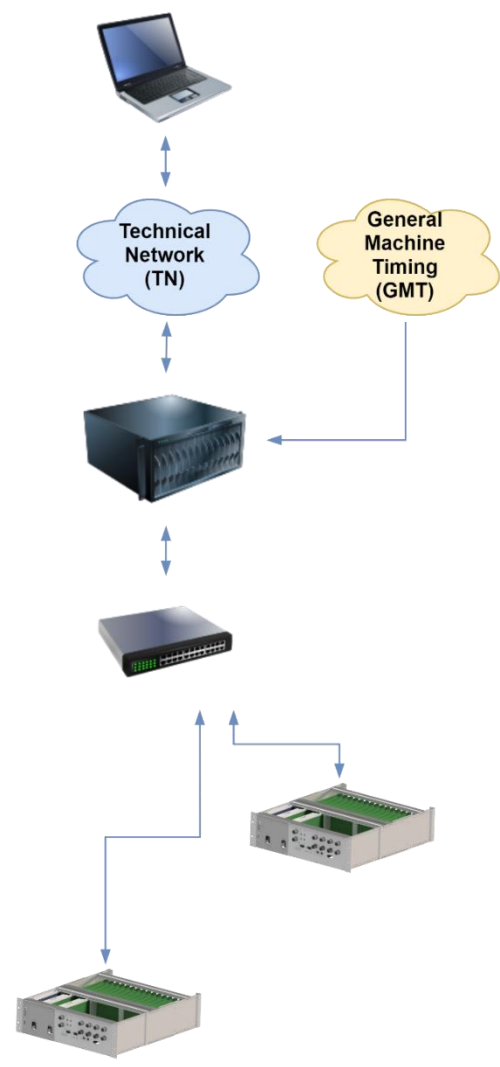 Technical
Network
(TN)
General
Machine
Timing
(GMT)